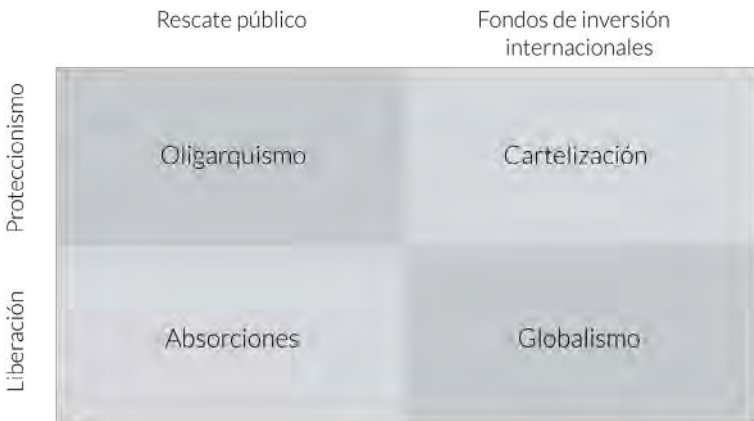 Rescate público
Fondos de inversión
internacionales
Proteccionismo
Oligarquismo
Cartelización
Liberación
Absorciones
Globalismo